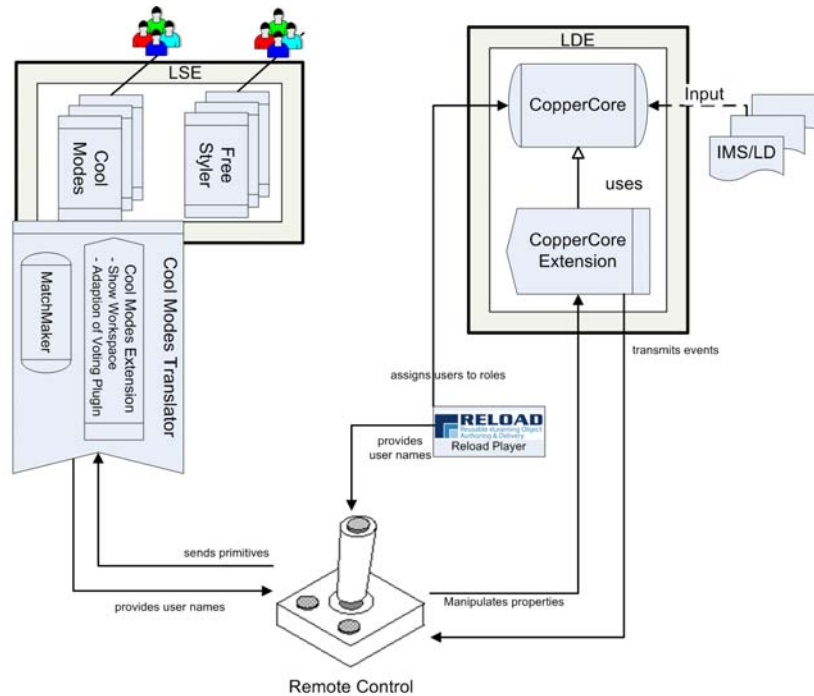 LSE
Cool
Modes
Free
Styler
MatchMaker
Cool Modes Extension
- Show Workspace
- Adaption of Voting PlugIn
Cool Modes Translator
LDE
CopperCore
Input
IMS/LD
uses
CopperCore
Extension
transmits events
assigns users to roles
RELOAD
Reusable eLearning Object
Authoring & Delivery
Reload Player
provides
user names
sends primitives
provides user names
Manipulates properties
Remote Control